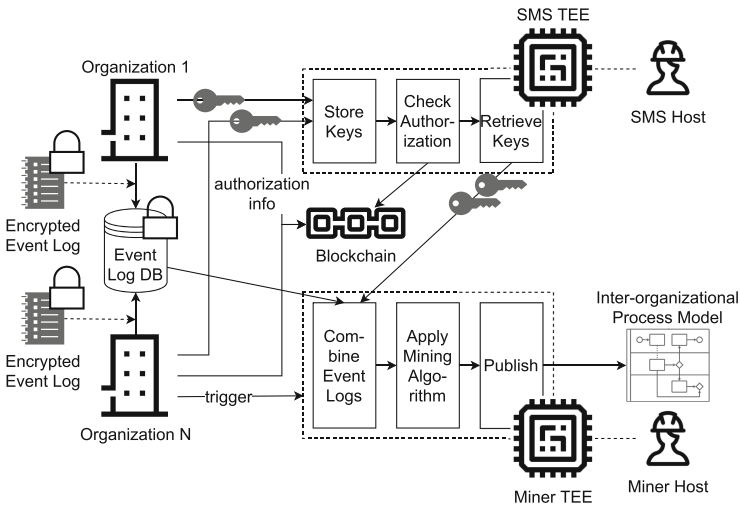 SMS TEE
Organization 1
Store
Keys
Check
Author-
ization
Retrieve
Keys
SMS Host
authorization
info
Encrypted
Event Log
Event
Log DB
Blockchain
Encrypted
Event Log
Com-
bine
Event
Logs
Apply
Mining
Algo-
rithm
Publish
Inter-organizational
Process Model
trigger
Organization N
Miner TEE
Miner Host